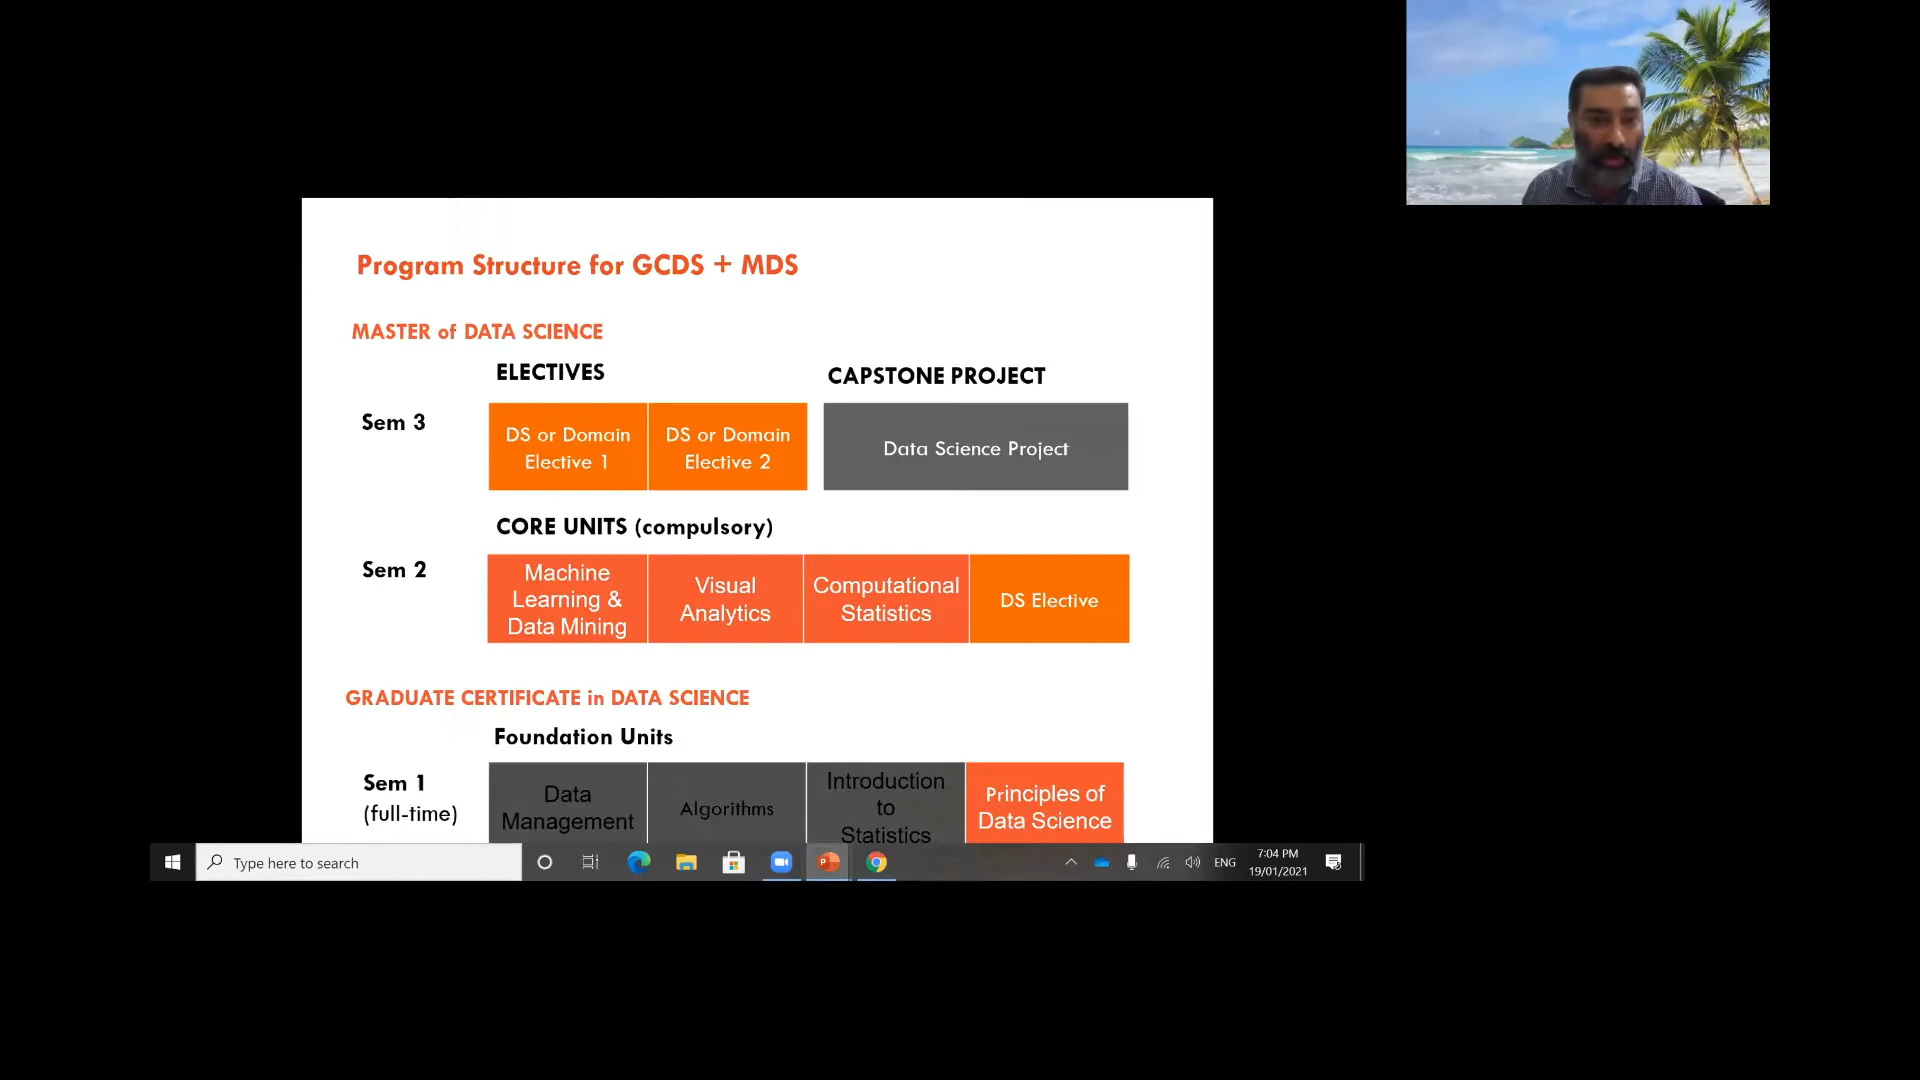 Program Structure for GCDS + MDS
MASTER of DATA SCIENCE
ELECTIVES
CAPSTONE PROJECT
Sem 3
DS or Domain
Elective 1
DS or Domain
Elective 2
Data Science Project
CORE UNITS (compulsory)
Sem 2
Machine
Learning &
Data Mining
Visual
Analytics
Computational
Statistics
DS Elective
GRADUATE CERTIFICATE in DATA SCIENCE
Foundation Units
Sem 1
(full-time)
Data
Management
Algorithms
Introduction
to
Statistics
Principles of
Data Science
Type here to search
ENG
7:04 PM
19/01/2021